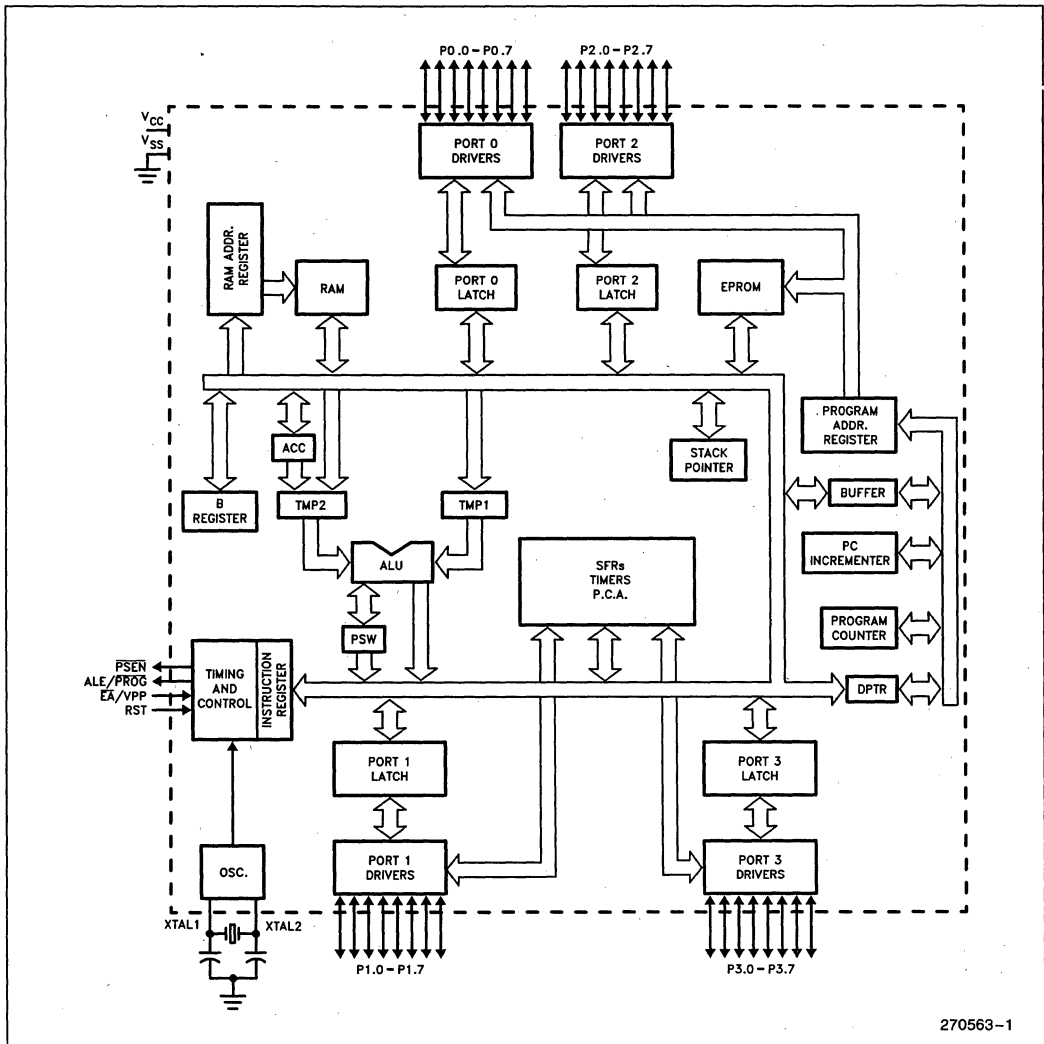 P0.0–P0.7
P2.0–P2.7
VCC
VSS
PORT 0
DRIVERS
PORT 2
DRIVERS
RAM ADDR.
REGISTER
RAM
PORT 0
LATCH
PORT 2
LATCH
EPROM
PROGRAM
ADDR.
REGISTER
ACC
STACK
POINTER
B
REGISTER
TMP2
TMP1
BUFFER
ALU
SFRs
TIMERS
P.C.A.
PC
INCREMENTER
PSW
PROGRAM
COUNTER
PSEN
ALE/PROG
EA/VPP
RST
TIMING
AND
CONTROL
INSTRUCTION
REGISTER
DPTR
PORT 1
LATCH
PORT 3
LATCH
OSC.
PORT 1
DRIVERS
PORT 3
DRIVERS
XTAL1
XTAL2
P1.0–P1.7
P3.0–P3.7
270563–1